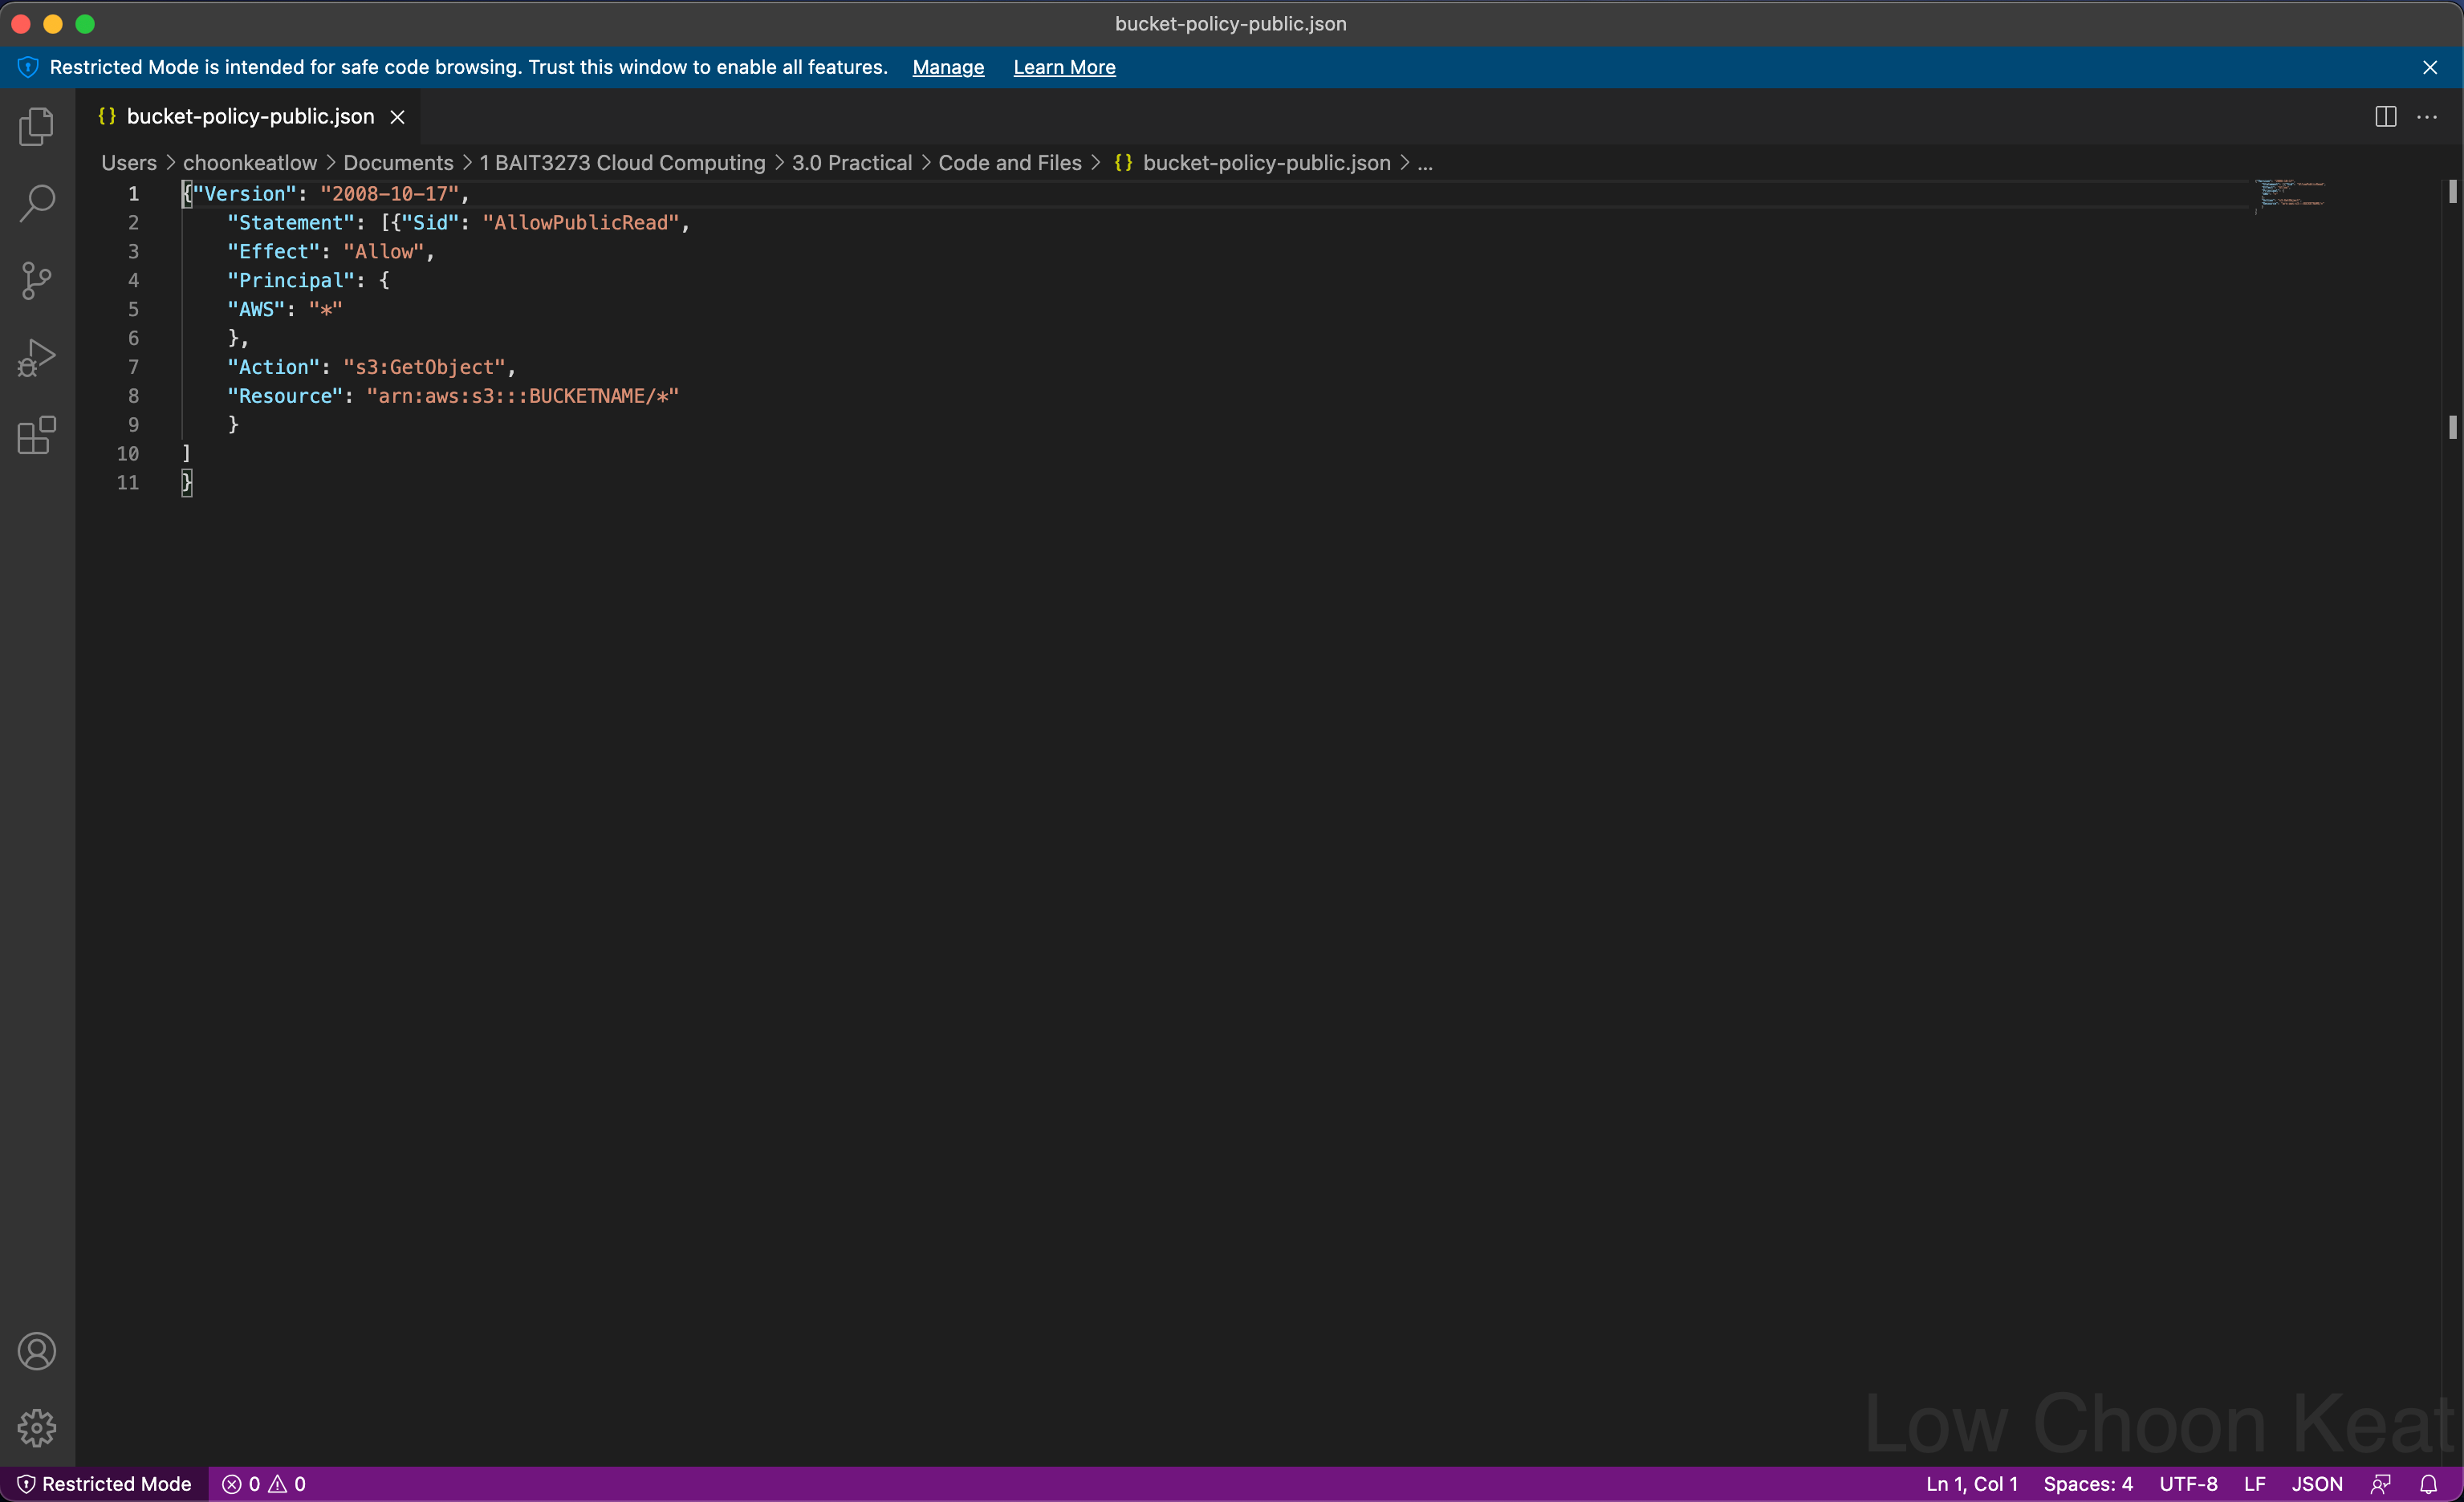 bucket-policy-public.json
Restricted Mode is intended for safe code browsing. Trust this window to enable all features. Manage Learn More
{} bucket-policy-public.json
Users > choonkeatlow > Documents > 1 BAIT3273 Cloud Computing > 3.0 Practical > Code and Files > {} bucket-policy-public.json > ...
1 {"Version": "2008-10-17",
2 "Statement": [{"Sid": "AllowPublicRead",
3 "Effect": "Allow",
4 "Principal": {
5 "AWS": "*"
6 },
7 "Action": "s3:GetObject",
8 "Resource": "arn:aws:s3:::BUCKETNAME/*"
9 }
10 ]
11 }
Low Choon Keat
Restricted Mode 0 0 Ln 1, Col 1 Spaces: 4 UTF-8 LF JSON